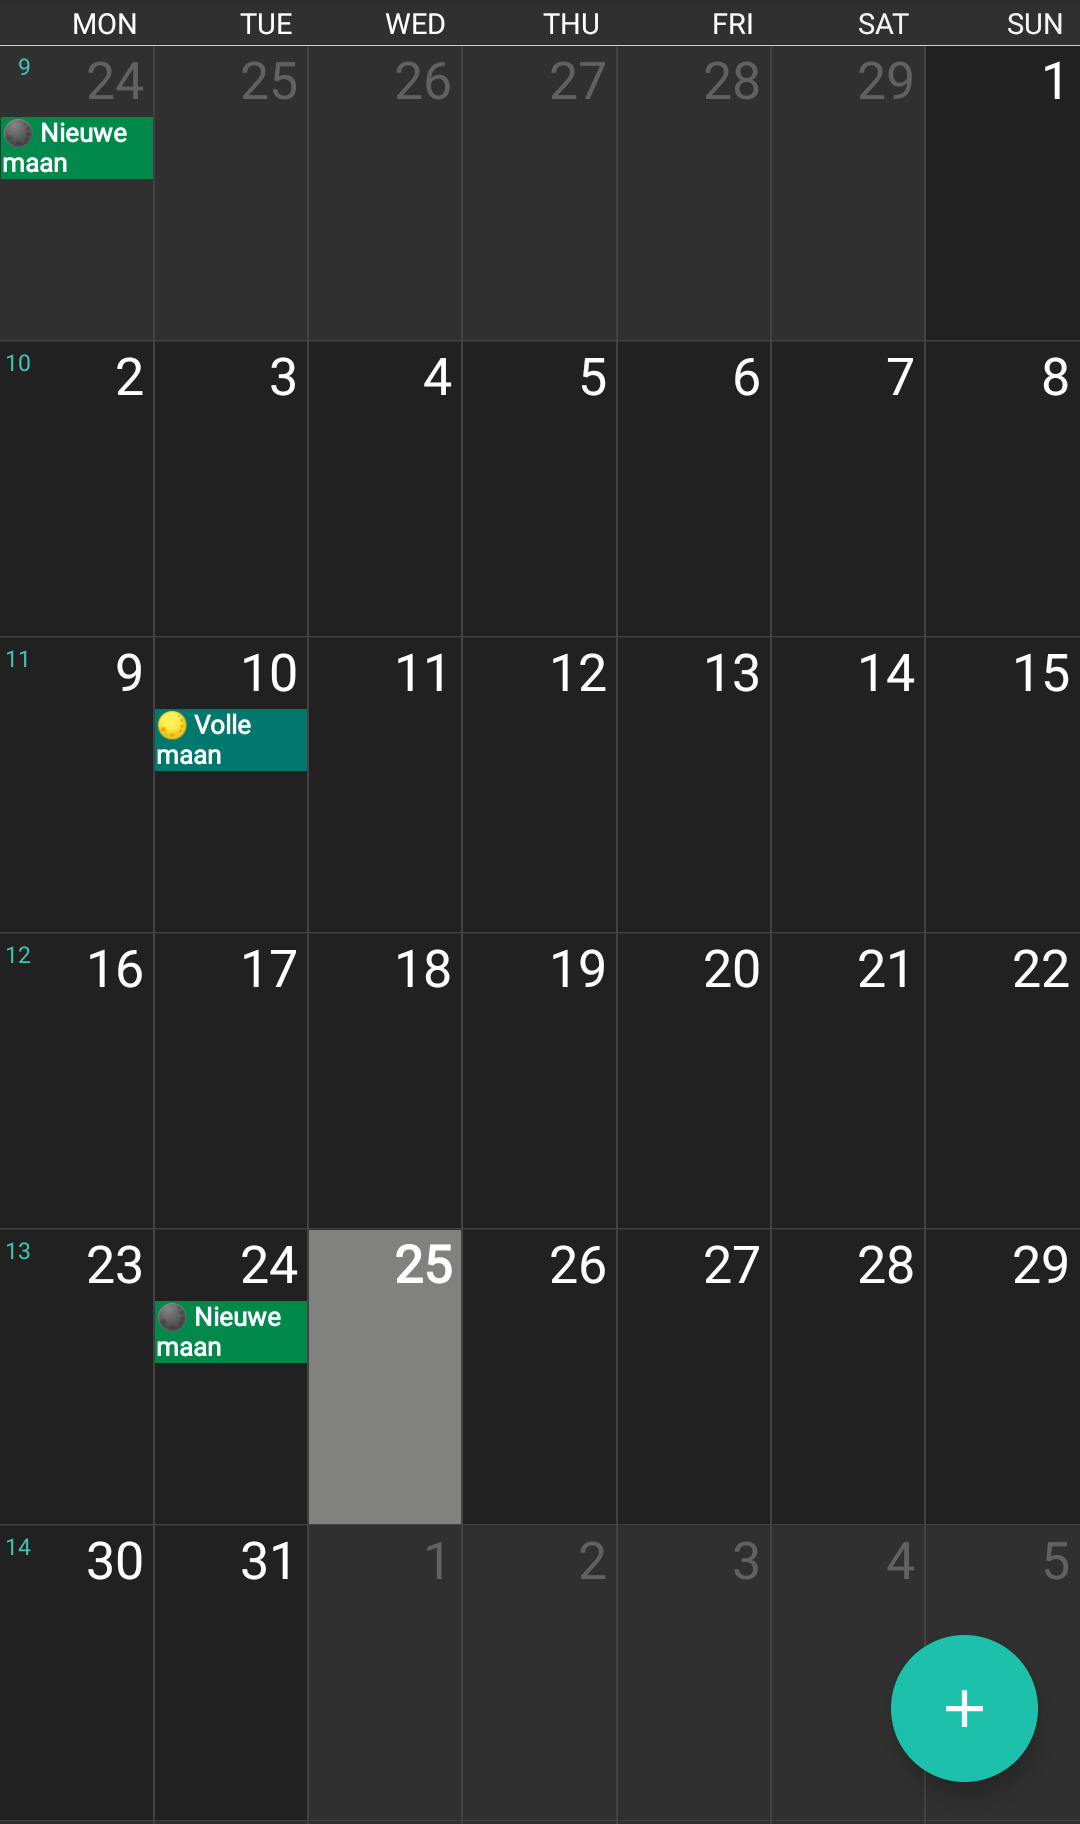 MON TUE WED THU FRI SAT SUN
9 24 25 26 27 28 29 1
Nieuwe
maan
10 2 3 4 5 6 7 8
11 9 10 11 12 13 14 15
Volle
maan
12 16 17 18 19 20 21 22
13 23 24 25 26 27 28 29
Nieuwe
maan
14 30 31 1 2 3 4 5
+